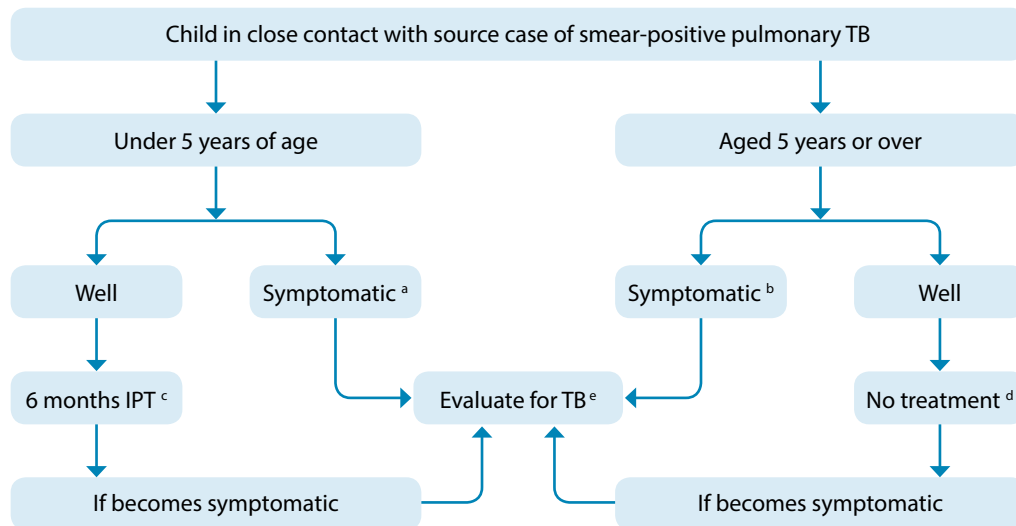 Child in close contact with source case of smear-positive pulmonary TB
Under 5 years of age
Aged 5 years or over
Well
Symptomatic a
Symptomatic b
Well
6 months IPT c
Evaluate for TB e
No treatment d
If becomes symptomatic
If becomes symptomatic